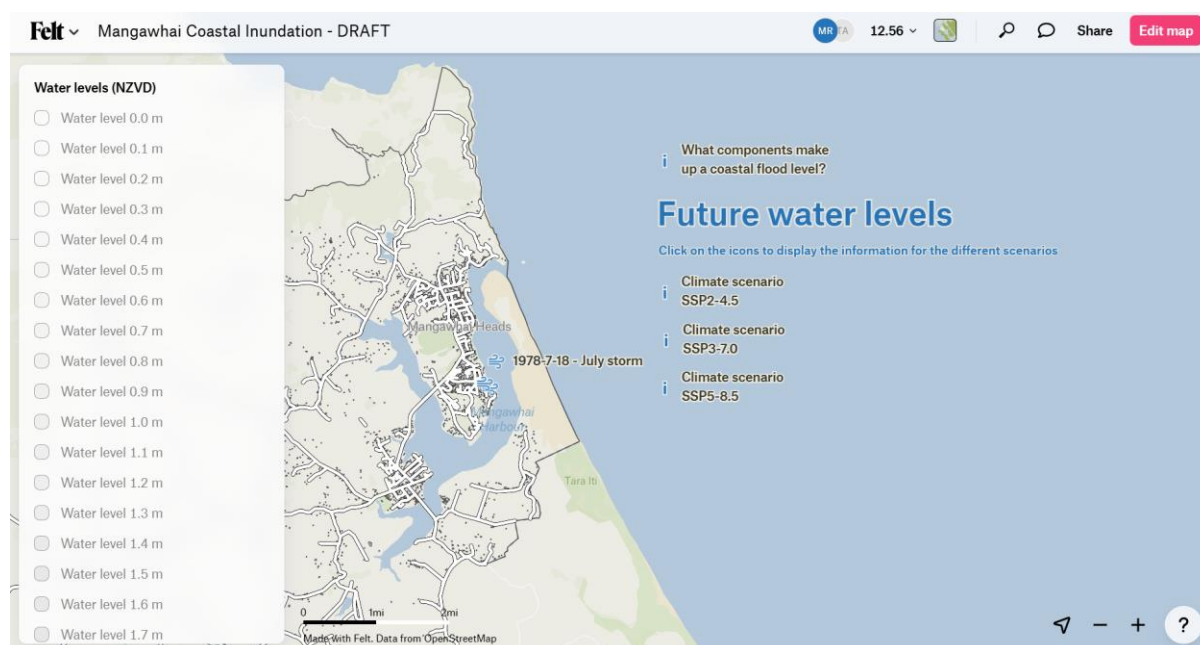 Felt
Mangawhai Coastal Inundation - DRAFT
MR
TA
12.56
Share
Edit map
Water levels (NZVD)
Water level 0.0 m
Water level 0.1 m
Water level 0.2 m
Water level 0.3 m
Water level 0.4 m
Water level 0.5 m
Water level 0.6 m
Water level 0.7 m
Water level 0.8 m
Water level 0.9 m
Water level 1.0 m
Water level 1.1 m
Water level 1.2 m
Water level 1.3 m
Water level 1.4 m
Water level 1.5 m
Water level 1.6 m
Water level 1.7 m
Mangawhai Heads
1978-7-18 - July storm
Mangawhai
Harbour
Tara Iti
0 1mi 2mi
Made with Felt. Data from OpenStreetMap
i What components make
up a coastal flood level?
Future water levels
Click on the icons to display the information for the different scenarios
i Climate scenario
SSP2-4.5
i Climate scenario
SSP3-7.0
i Climate scenario
SSP5-8.5
− + ?